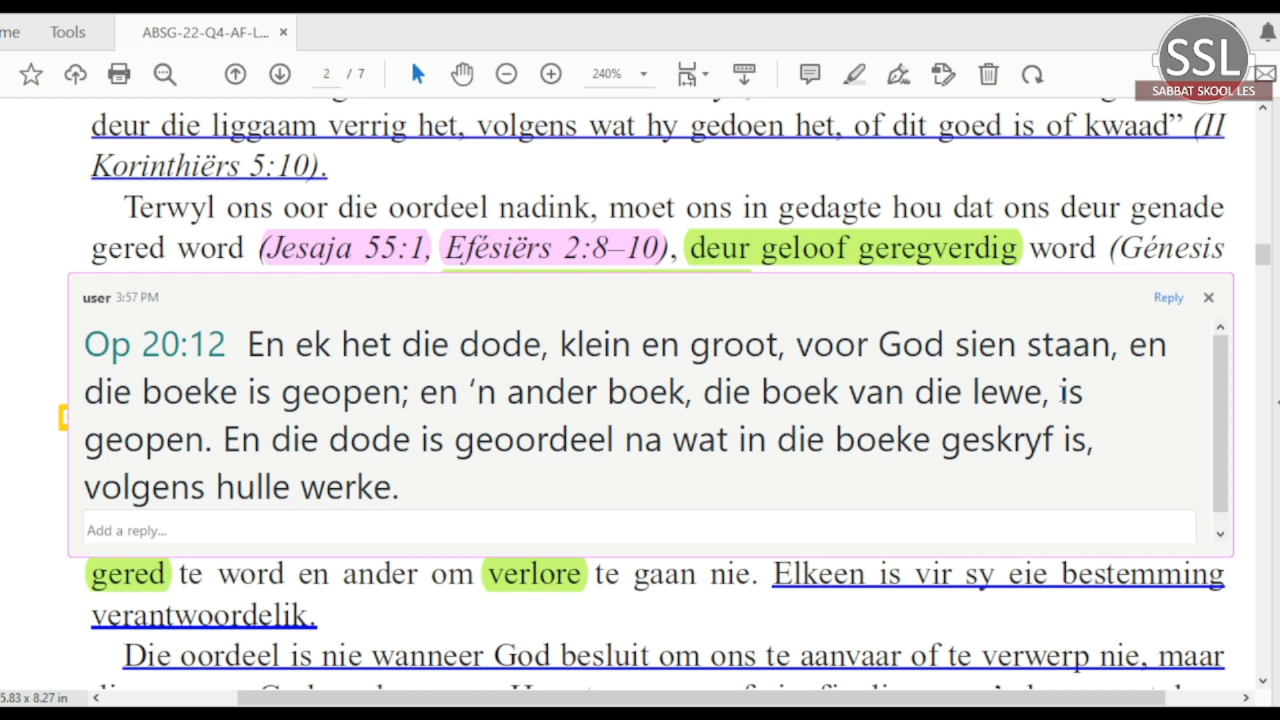 me Tools ABSG-22-Q4-AF-L... ×
SSL
SABBAT SKOOL LES
2 / 7 240%
deur die liggaam verrig het, volgens wat hy gedoen het, of dit goed is of kwaad” (II
Korinthiërs 5:10).
Terwyl ons oor die oordeel nadink, moet ons in gedagte hou dat ons deur genade
gered word (Jesaja 55:1, Efésiërs 2:8–10), deur geloof geregverdig word (Génesis
user 3:57 PM Reply ×
Op 20:12 En ek het die dode, klein en groot, voor God sien staan, en
die boeke is geopen; en ‘n ander boek, die boek van die lewe, is
geopen. En die dode is geoordeel na wat in die boeke geskryf is,
volgens hulle werke.
Add a reply...
gered te word en ander om verlore te gaan nie. Elkeen is vir sy eie bestemming
verantwoordelik.
Die oordeel is nie wanneer God besluit om ons te aanvaar of te verwerp nie, maar
5.83 x 8.27 in